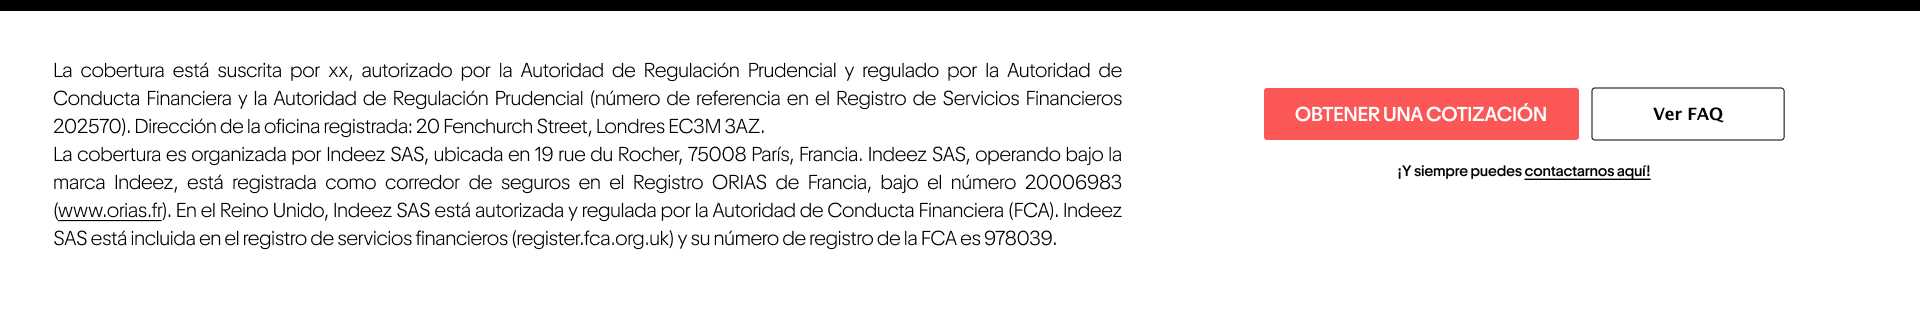 La cobertura está suscrita por xx, autorizado por la Autoridad de Regulación Prudencial y regulado por la Autoridad de
Conducta Financiera y la Autoridad de Regulación Prudencial (número de referencia en el Registro de Servicios Financieros
202570). Dirección de la oficina registrada: 20 Fenchurch Street, Londres EC3M 3AZ.
La cobertura es organizada por Indeez SAS, ubicada en 19 rue du Rocher, 75008 París, Francia. Indeez SAS, operando bajo la
marca Indeez, está registrada como corredor de seguros en el Registro ORIAS de Francia, bajo el número 20006983
(www.orias.fr). En el Reino Unido, Indeez SAS está autorizada y regulada por la Autoridad de Conducta Financiera (FCA). Indeez
SAS está incluida en el registro de servicios financieros (register.fca.org.uk) y su número de registro de la FCA es 978039.
OBTENER UNA COTIZACIÓN
Ver FAQ
¡Y siempre puedes contactarnos aquí!